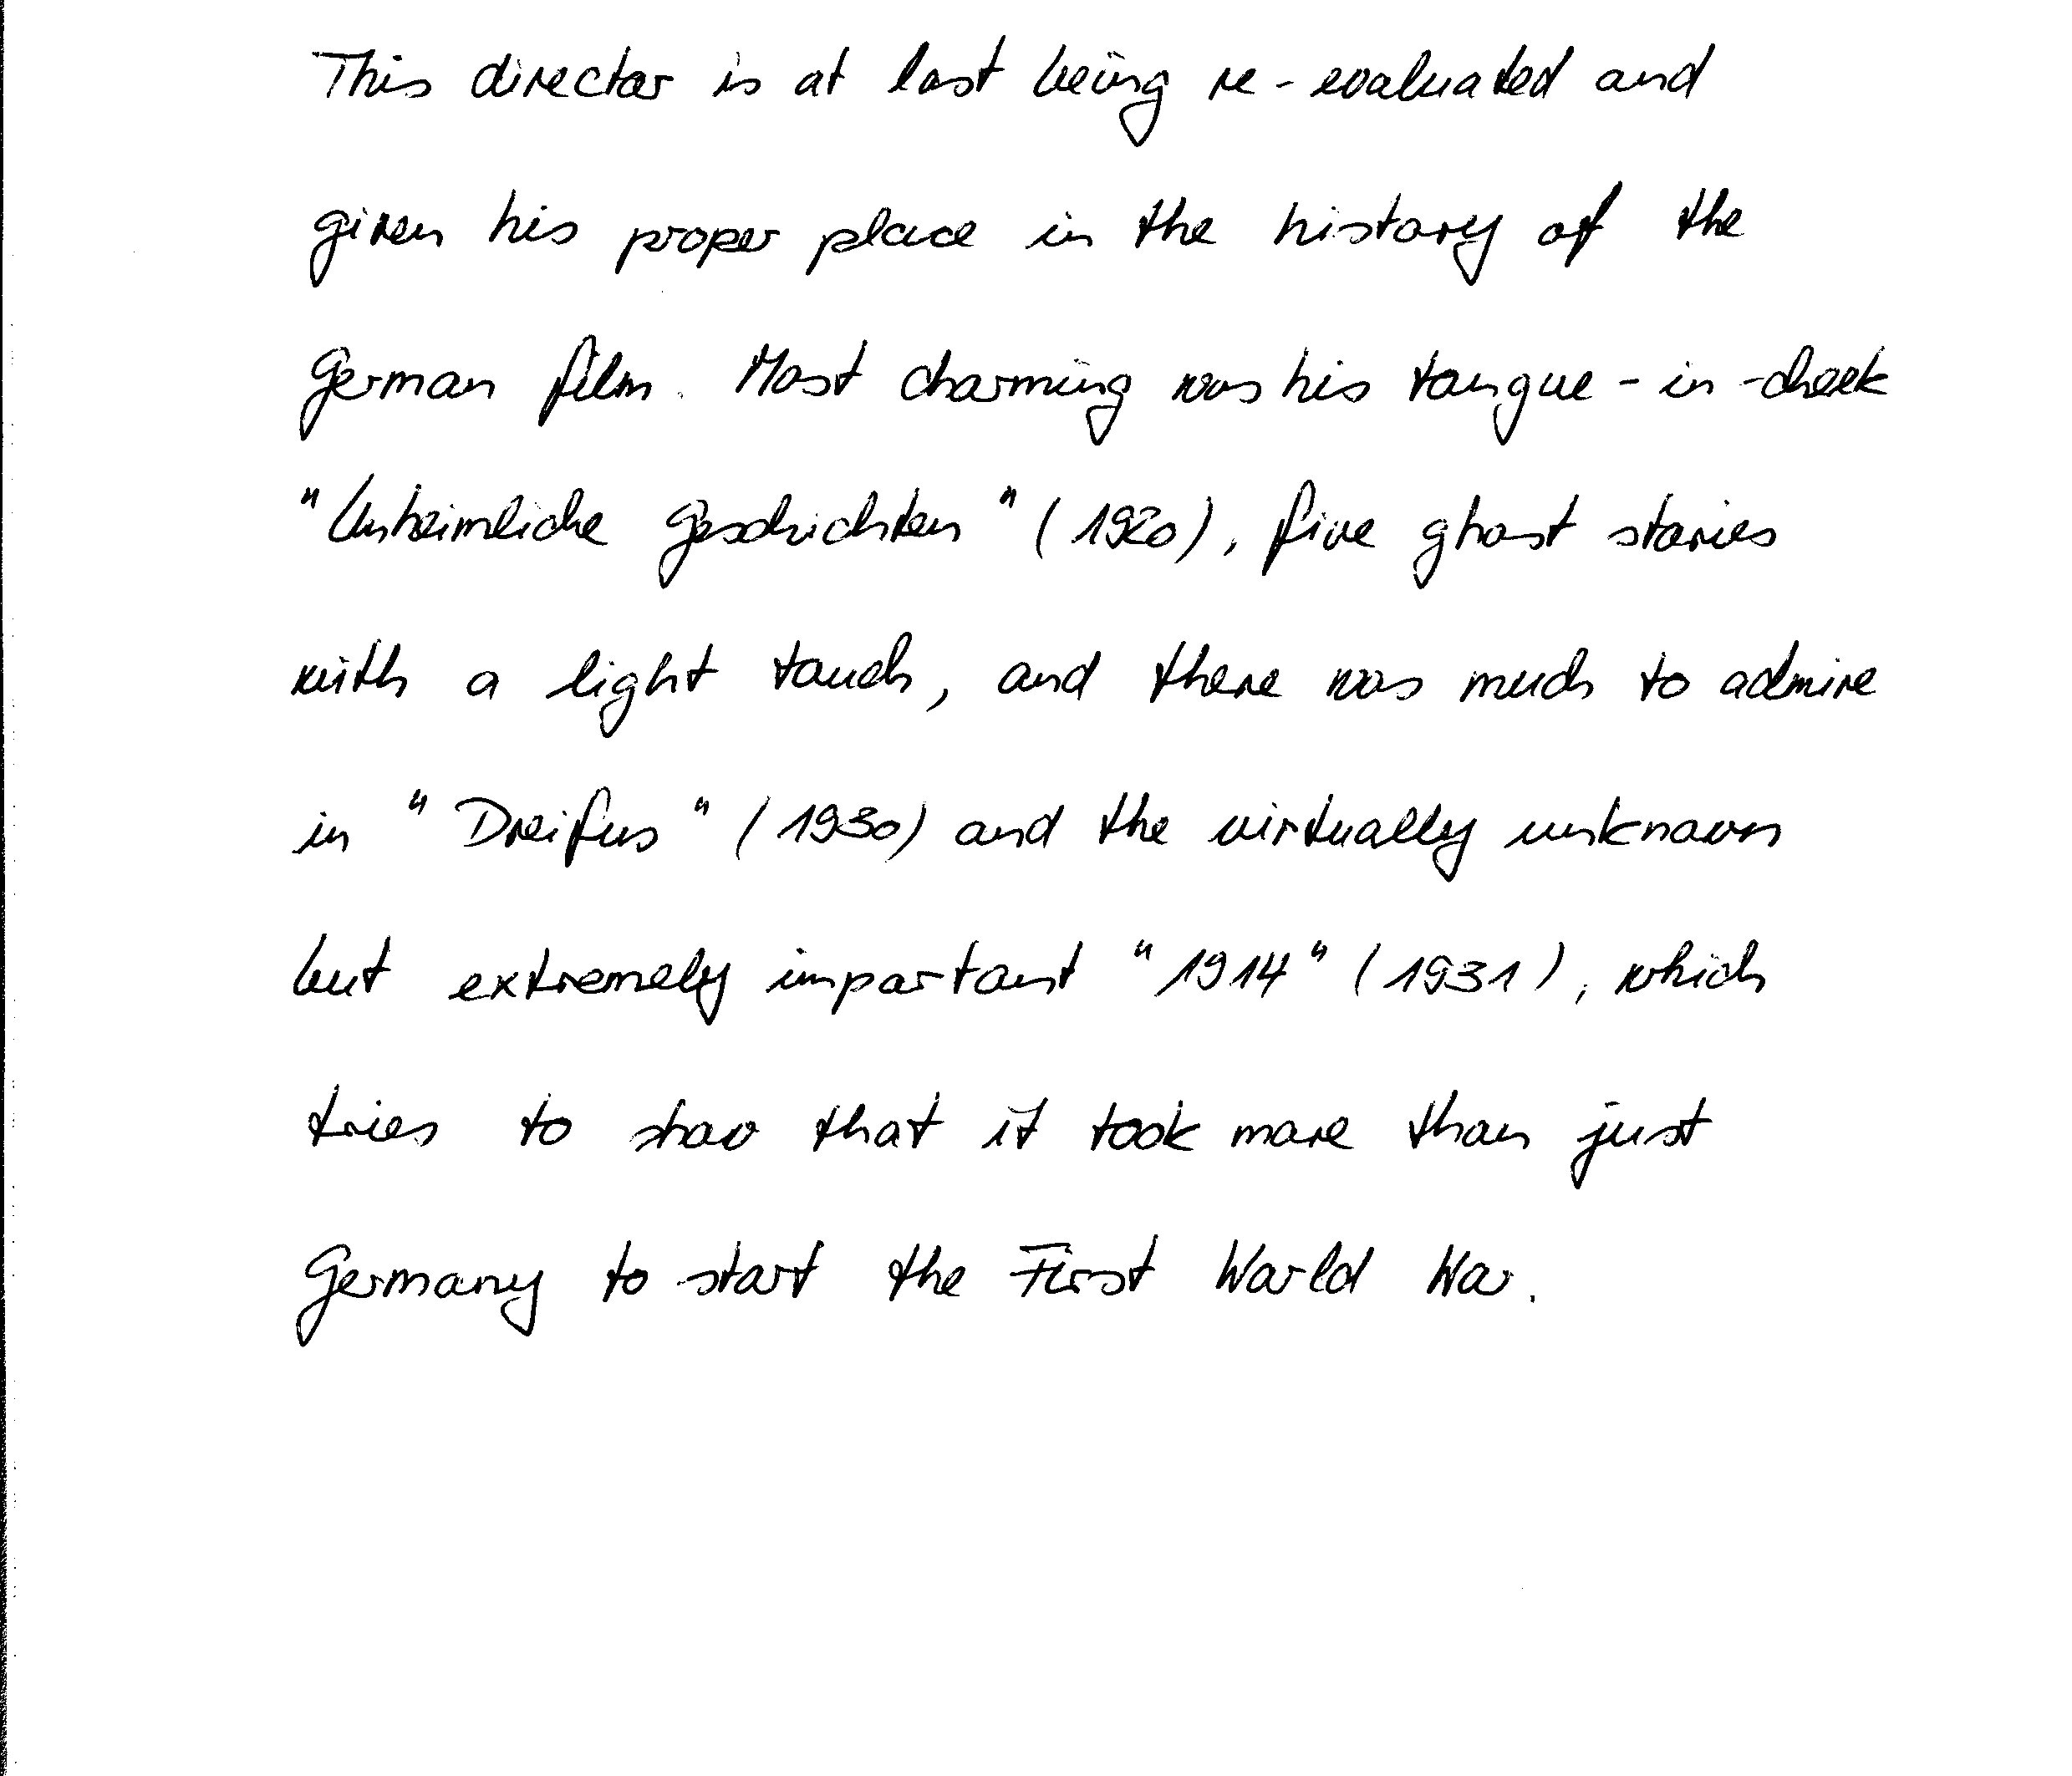 This director is at last being re-evaluated and
given his proper place in the history of the
German film. Most charming was his tongue-in-cheek
"Unheimliche Geschichten" (1920), five ghost stories
with a light touch, and there was much to admire
in "Dreifus" (1930) and the virtually unknown
but extremely important "1914" (1931), which
tries to show that it took more than just
Germany to start the First World War.